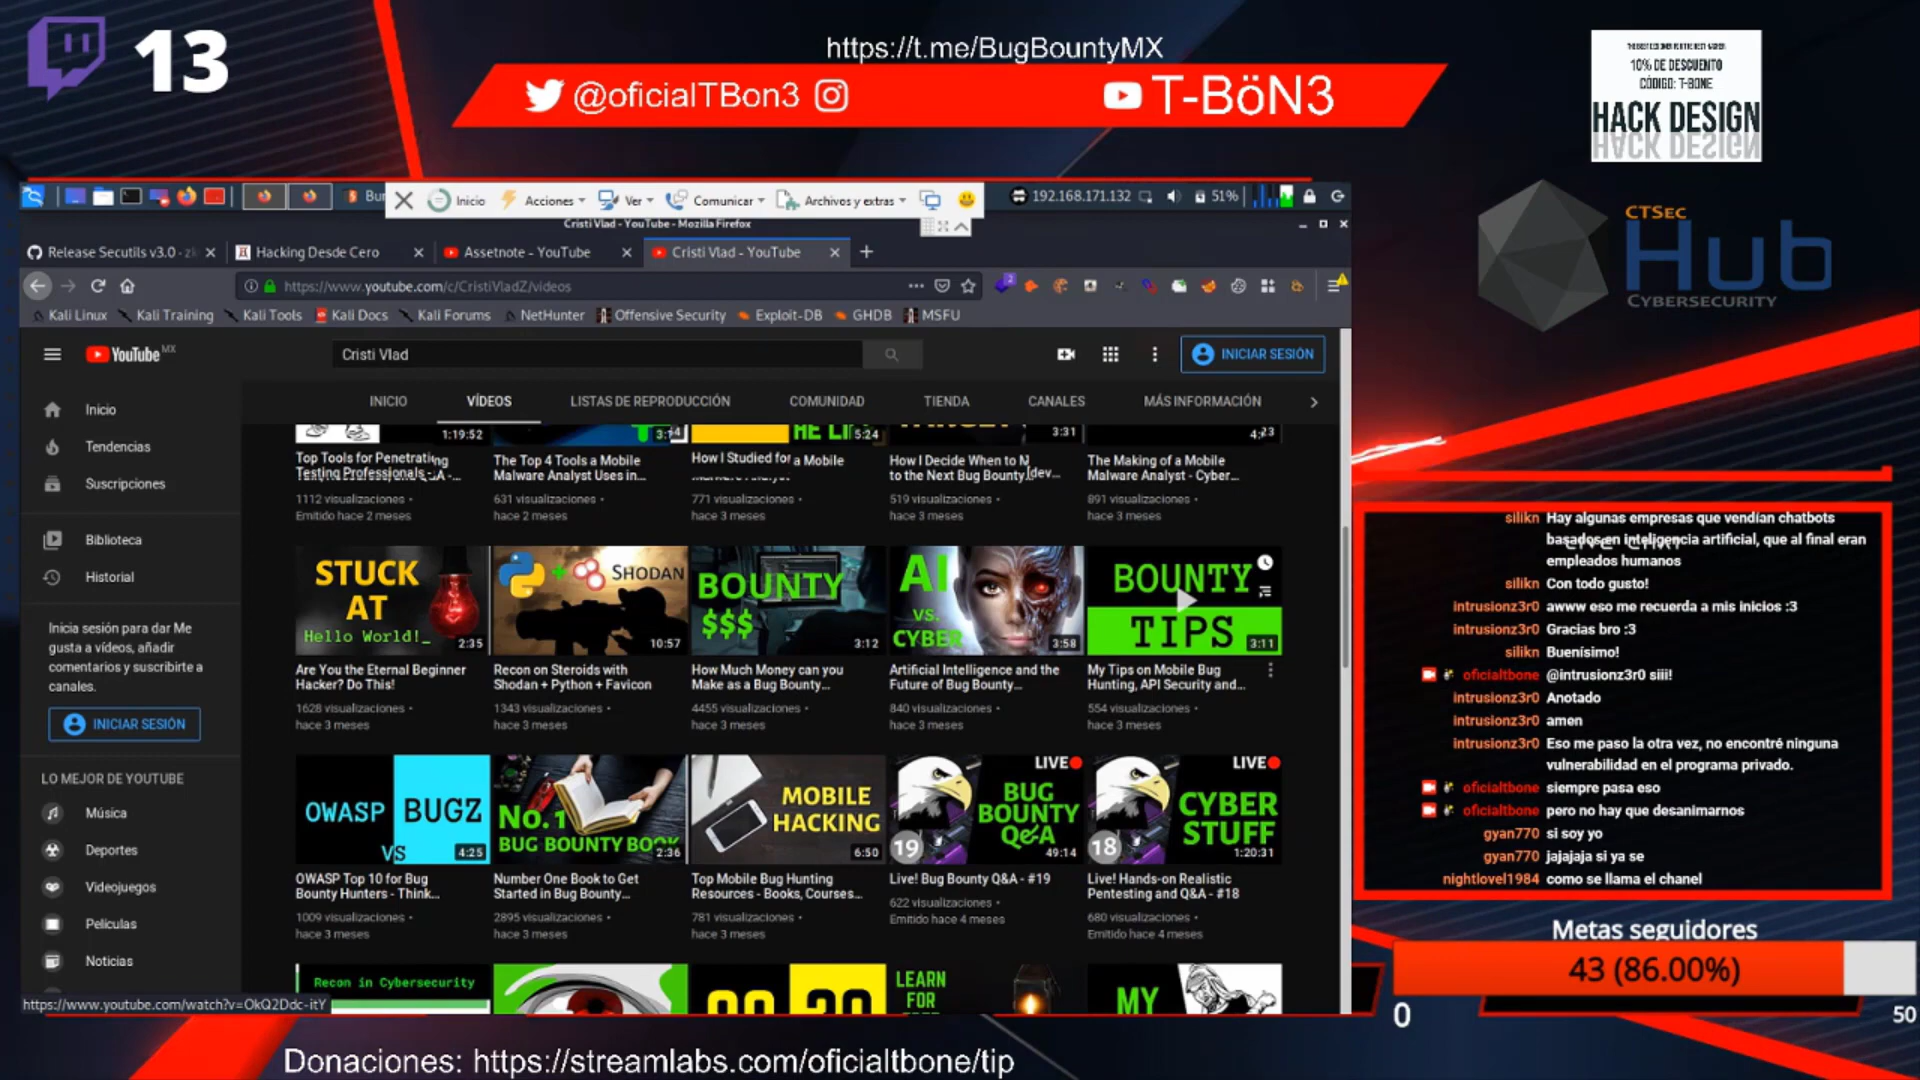 13
https://t.me/BugBountyMX
@oficialTBon3
T-BöN3
10% DE DESCUENTO
CÓDIGO: T-BONE
HACK DESIGN
CTSec
Hub
CYBERSECURITY
Inicio
Acciones
Ver
Comunicar
Archivos y extras
192.168.171.132
51%
Cristi Vlad - YouTube - Mozilla Firefox
Release Secutils v3.0 · z
Hacking Desde Cero
Assetnote - YouTube
Cristi Vlad - YouTube
https://www.youtube.com/c/CristiVladZ/videos
Kali Linux
Kali Training
Kali Tools
Kali Docs
Kali Forums
NetHunter
Offensive Security
Exploit-DB
GHDB
MSFU
YouTube MX
Cristi Vlad
INICIAR SESIÓN
INICIO
VÍDEOS
LISTAS DE REPRODUCCIÓN
COMUNIDAD
TIENDA
CANALES
MÁS INFORMACIÓN
Inicio
Tendencias
Suscripciones
Biblioteca
Historial
Inicia sesión para dar Me
gusta a vídeos, añadir
comentarios y suscribirte a
canales.
INICIAR SESIÓN
LO MEJOR DE YOUTUBE
Música
Deportes
Videojuegos
Películas
Noticias
1:19:52
5:24
3:31
4:23
Top Tools for Penetrating
Testing Professionals
1112 visualizaciones •
Emitido hace 2 meses
The Top 4 Tools a Mobile
Malware Analyst Uses in...
631 visualizaciones •
hace 2 meses
How I Studied for a Mobile
771 visualizaciones •
hace 3 meses
How I Decide When to
to the Next Bug Bounty
519 visualizaciones •
hace 3 meses
The Making of a Mobile
Malware Analyst - Cyber...
891 visualizaciones •
hace 3 meses
STUCK
AT
Hello World!_
2:35
Are You the Eternal Beginner
Hacker? Do This!
1628 visualizaciones •
hace 3 meses
SHODAN
10:57
Recon on Steroids with
Shodan + Python + Favicon
1343 visualizaciones •
hace 3 meses
BOUNTY
$$$
3:12
How Much Money can you
Make as a Bug Bounty...
4455 visualizaciones •
hace 3 meses
AI
VS.
CYBER
3:58
Artificial Intelligence and the
Future of Bug Bounty...
840 visualizaciones •
hace 3 meses
BOUNTY
TIPS
3:11
My Tips on Mobile Bug
Hunting, API Security and...
554 visualizaciones •
hace 3 meses
OWASP
BUGZ
VS
4:25
OWASP Top 10 for Bug
Bounty Hunters - Think...
1009 visualizaciones •
hace 3 meses
No.1
BUG BOUNTY BOOK
2:36
Number One Book to Get
Started in Bug Bounty...
2895 visualizaciones •
hace 3 meses
MOBILE
HACKING
6:50
Top Mobile Bug Hunting
Resources - Books, Courses...
781 visualizaciones •
hace 3 meses
LIVE
BUG
BOUNTY
Q&A
19
49:14
Live! Bug Bounty Q&A - #19
622 visualizaciones •
Emitido hace 4 meses
LIVE
CYBER
STUFF
18
1:20:31
Live! Hands-on Realistic
Pentesting and Q&A - #18
680 visualizaciones •
Emitido hace 4 meses
Recon in Cybersecurity
LEARN
FOR
MY
https://www.youtube.com/watch?v=OkQ2Ddc-itY
silikn Hay algunas empresas que vendían chatbots
basados en inteligencia artificial, que al final eran
empleados humanos
LIVE CHAT
silikn Con todo gusto!
intrusionz3r0 awww eso me recuerda a mis inicios :3
intrusionz3r0 Gracias bro :3
silikn Buenísimo!
oficialtbone @intrusionz3r0 siii!
intrusionz3r0 Anotado
intrusionz3r0 amen
intrusionz3r0 Eso me paso la otra vez, no encontré ninguna
vulnerabilidad en el programa privado.
oficialtbone siempre pasa eso
oficialtbone pero no hay que desanimarnos
gyan770 si soy yo
gyan770 jajajaja si ya se
nightlovel1984 como se llama el chanel
Metas seguidores
43 (86.00%)
0
50
Donaciones: https://streamlabs.com/oficialtbone/tip